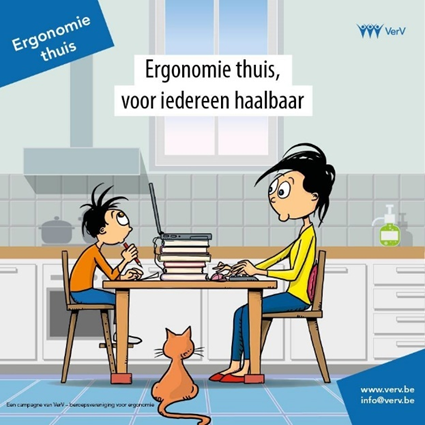 Ergonomie
thuis
VerV
Ergonomie thuis,
voor iedereen haalbaar
www.verv.be
info@verv.be
Een campagne van VerV – beroepsvereniging voor ergonomie